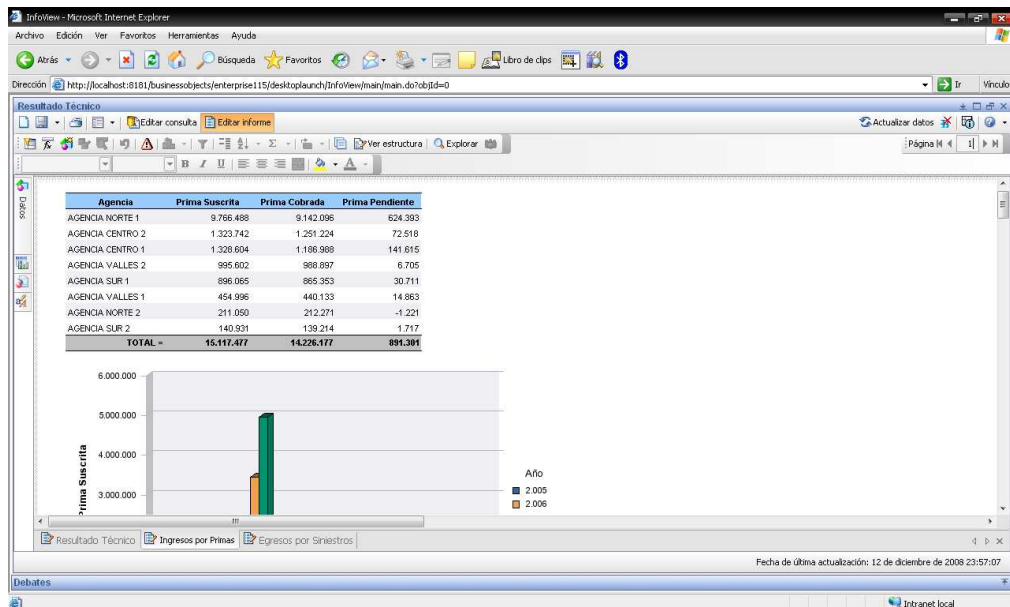 InfoView - Microsoft Internet Explorer
Archivo Edición Ver Favoritos Herramientas Ayuda
Atrás Búsqueda Favoritos Libro de clips
Dirección http://localhost:8181/businessobjects/enterprise115/desktoplaunch/InfoView/main/main.do?objId=0 Ir Vínculo
Resultado Técnico
Editar consulta Editar informe Actualizar datos
Ver estructura Explorar Página 1
B I U A
Datos
Agencia Prima Suscrita Prima Cobrada Prima Pendiente
AGENCIA NORTE 1 9.766.488 9.142.096 624.393
AGENCIA CENTRO 2 1.323.742 1.251.224 72.518
AGENCIA CENTRO 1 1.328.604 1.186.988 141.615
AGENCIA VALLES 2 995.602 988.897 6.705
AGENCIA SUR 1 896.065 865.353 30.711
AGENCIA VALLES 1 454.996 440.133 14.863
AGENCIA NORTE 2 211.050 212.271 -1.221
AGENCIA SUR 2 140.931 139.214 1.717
TOTAL = 15.117.477 14.226.177 891.301
6.000.000
5.000.000
4.000.000
3.000.000
Prima Suscrita
Año
2.005
2.006
Resultado Técnico Ingresos por Primas Egresos por Siniestros
Fecha de última actualización: 12 de diciembre de 2008 23:57:07
Debates
Intranet local